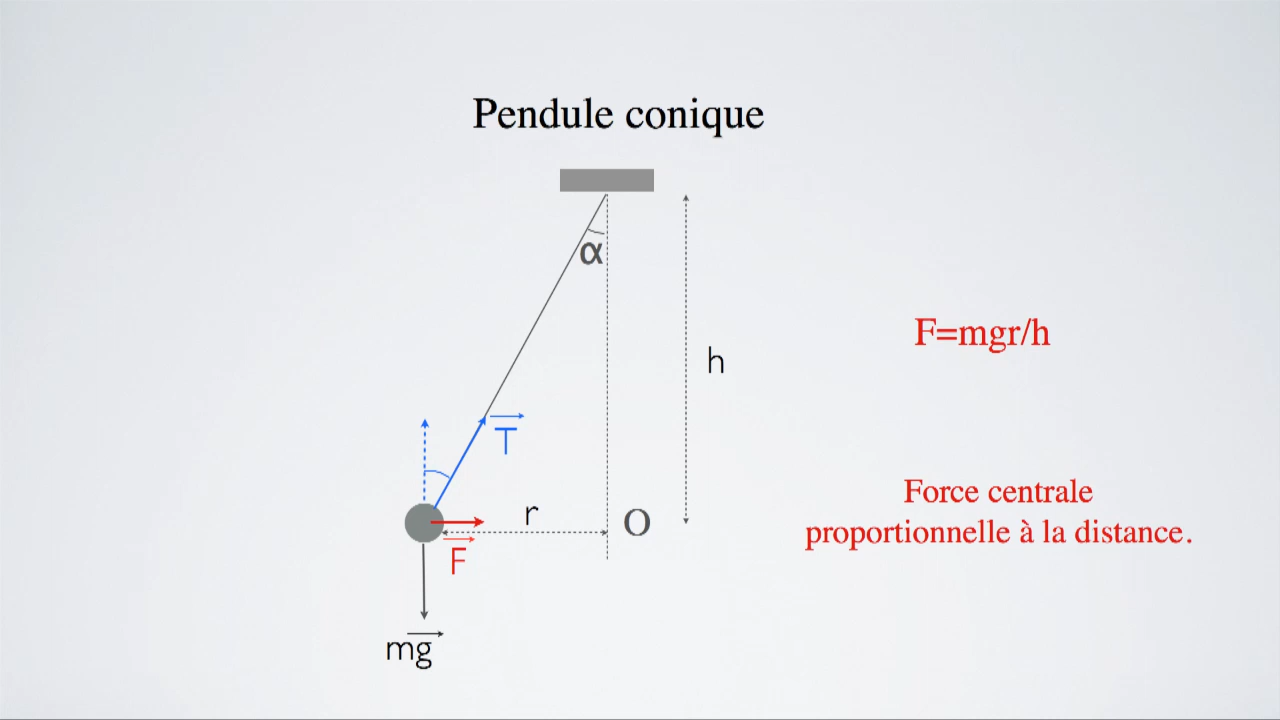 Pendule conique
α
h
F=mgr/h
T
Force centrale
r
O
proportionnelle à la distance.
F
mg